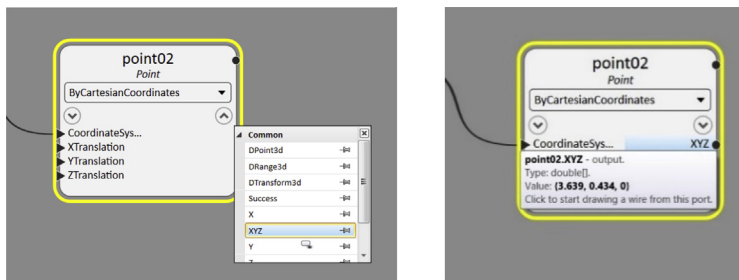 point02
Point
ByCartesianCoordinates
CoordinateSys...
XTranslation
YTranslation
ZTranslation
Common
DPoint3d
DRange3d
DTransform3d
Success
X
XYZ
Y
point02
Point
ByCartesianCoordinates
CoordinateSys...
XYZ
point02.XYZ - output.
Type: double[].
Value: {3.639, 0.434, 0}
Click to start drawing a wire from this port.